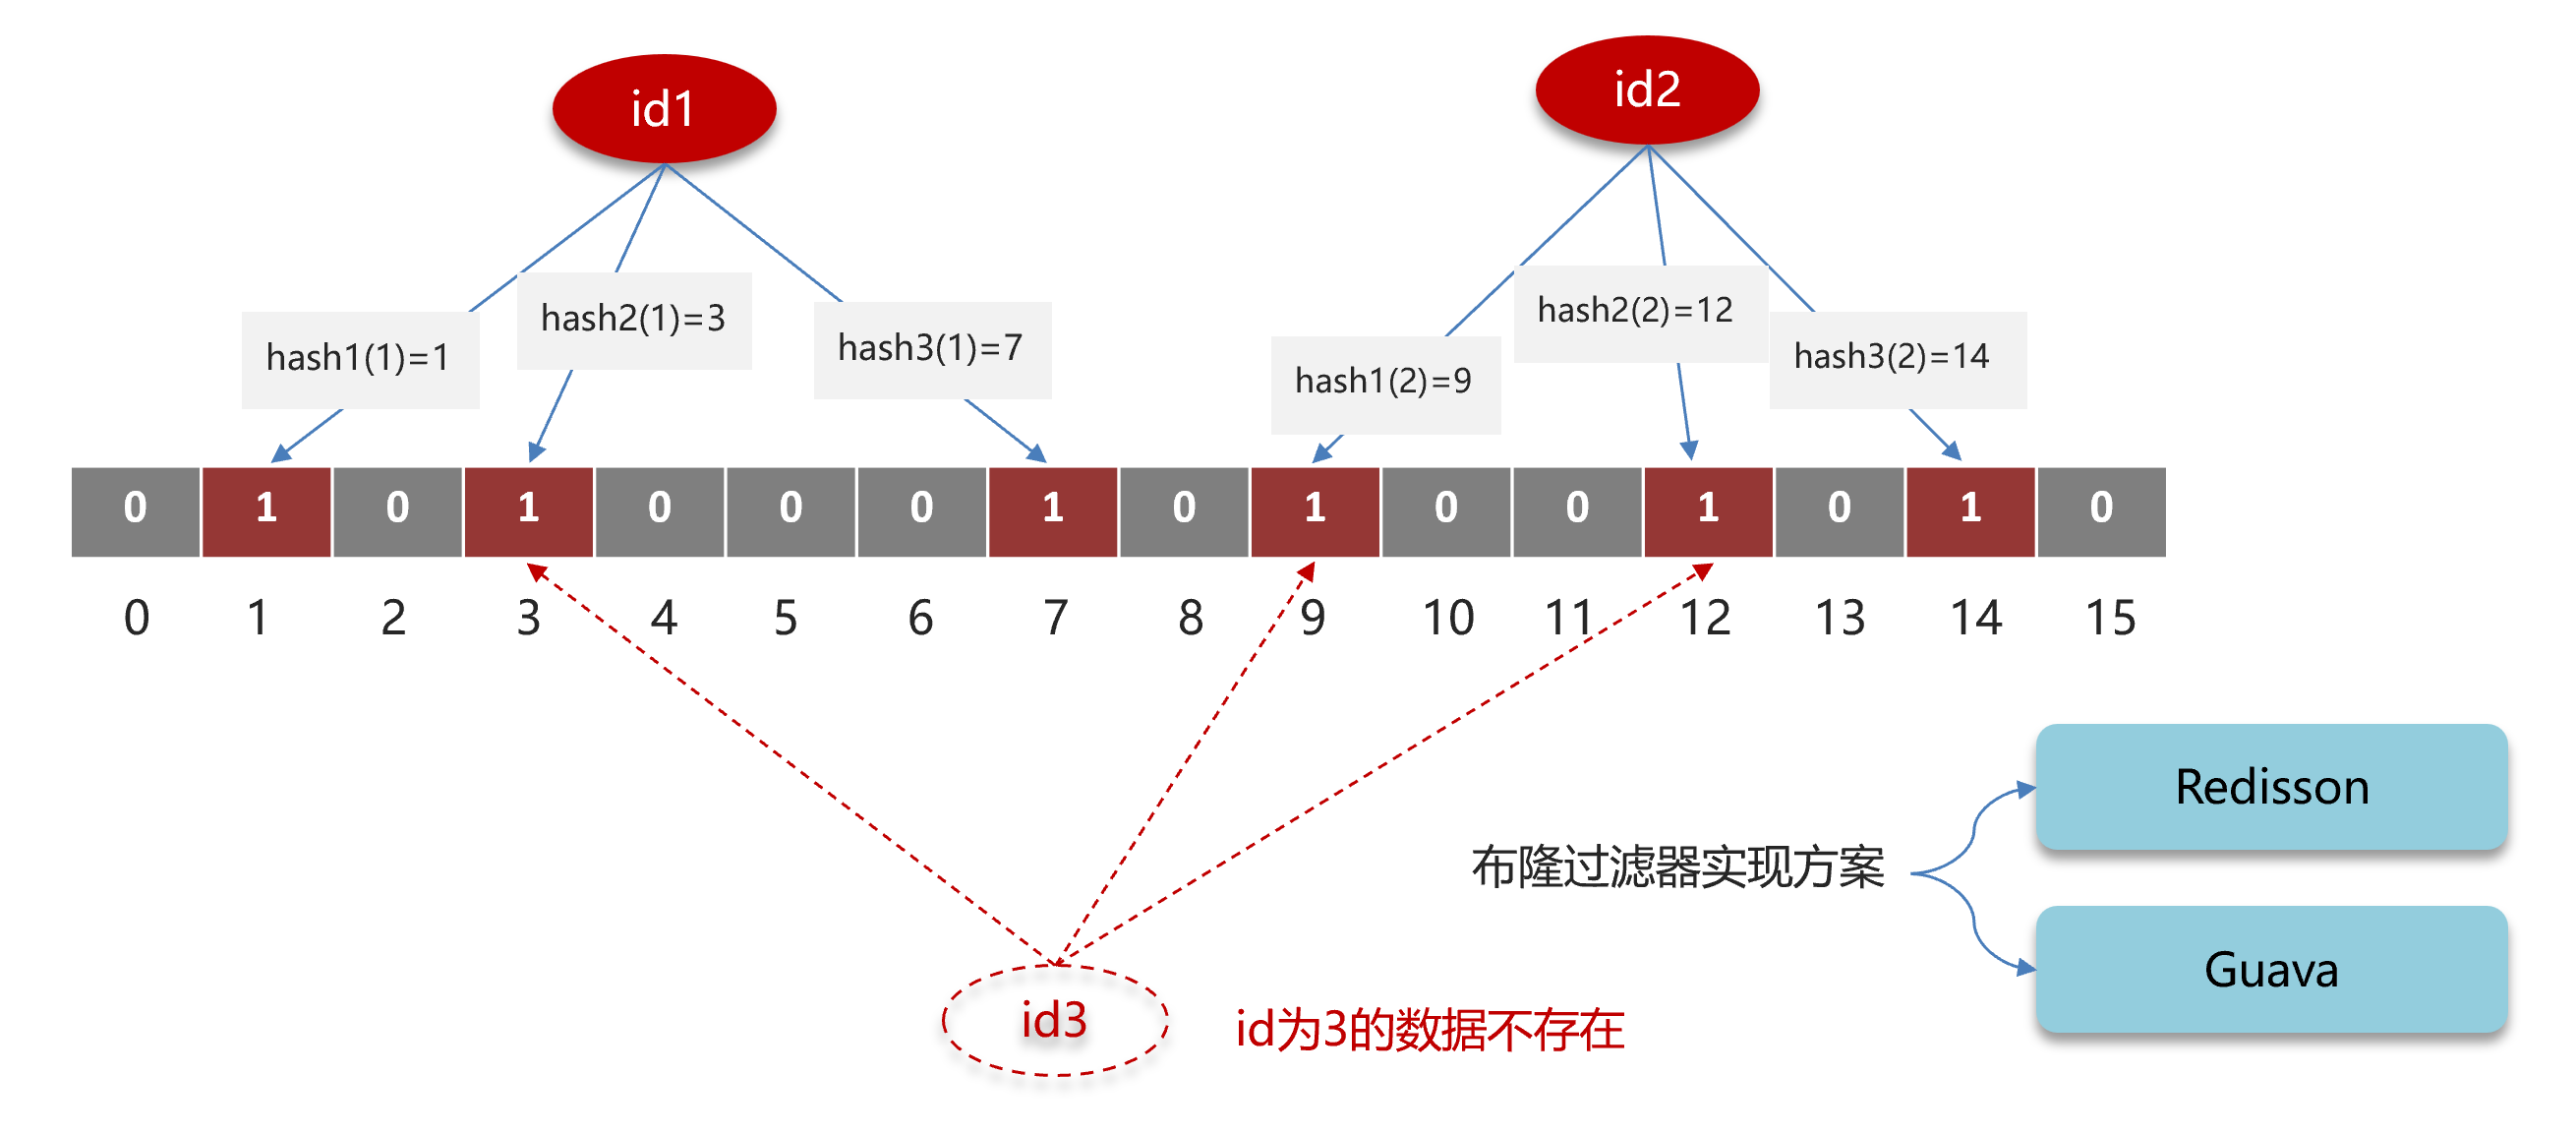 id1
id2
hash1(1)=1
hash2(1)=3
hash3(1)=7
hash1(2)=9
hash2(2)=12
hash3(2)=14
0 1 0 1 0 0 0 1 0 1 0 0 1 0 1 0
0 1 2 3 4 5 6 7 8 9 10 11 12 13 14 15
Redisson
布隆过滤器实现方案
Guava
id3
id为3的数据不存在